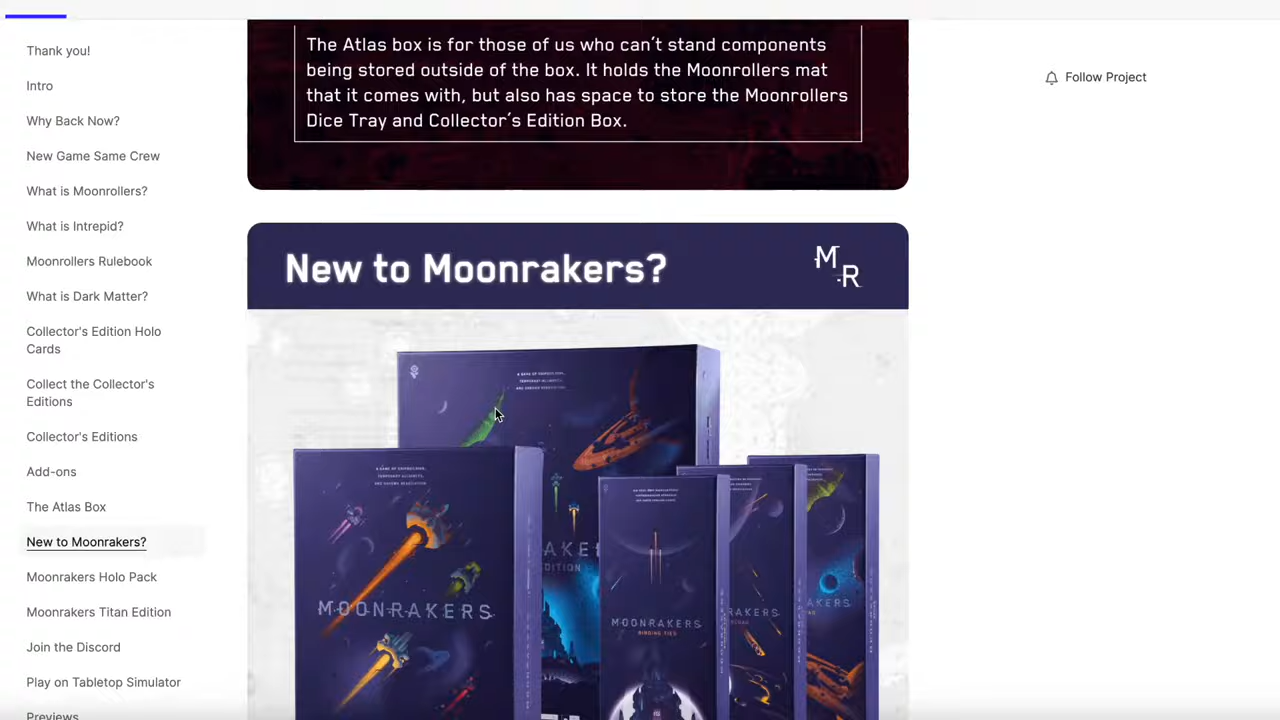 Thank you!
Intro
Why Back Now?
New Game Same Crew
What is Moonrollers?
What is Intrepid?
Moonrollers Rulebook
What is Dark Matter?
Collector's Edition Holo
Cards
Collect the Collector's
Editions
Collector's Editions
Add-ons
The Atlas Box
New to Moonrakers?
Moonrakers Holo Pack
Moonrakers Titan Edition
Join the Discord
Play on Tabletop Simulator
Previews
The Atlas box is for those of us who can't stand components
being stored outside of the box. It holds the Moonrollers mat
that it comes with, but also has space to store the Moonrollers
Dice Tray and Collector's Edition Box.
New to Moonrakers?
M
R
MOONRAKERS
MOONRAKERS
BINDING TIES
Follow Project